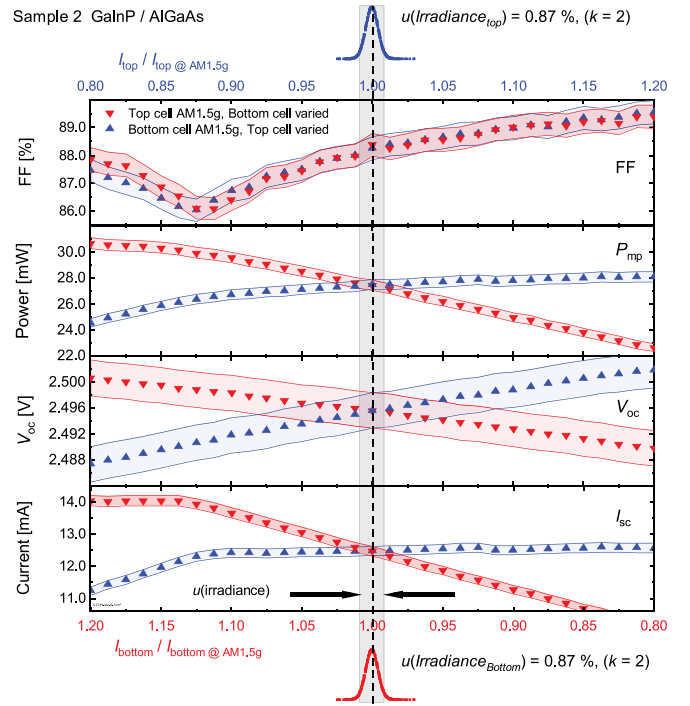 Sample 2 GaInP / AlGaAs
u(Irradiance_top) = 0.87 %, (k = 2)
I_top / I_top @ AM1.5g
0.80 0.85 0.90 0.95 1.00 1.05 1.10 1.15 1.20
Top cell AM1.5g, Bottom cell varied
Bottom cell AM1.5g, Top cell varied
FF [%]
89.0
88.0
87.0
86.0
FF
Power [mW]
30.0
28.0
26.0
24.0
22.0
P_mp
V_oc [V]
2.500
2.496
2.492
2.488
V_oc
Current [mA]
14.0
13.0
12.0
11.0
I_sc
u(irradiance)
1.20 1.15 1.10 1.05 1.00 0.95 0.90 0.85 0.80
I_bottom / I_bottom @ AM1.5g
u(Irradiance_Bottom) = 0.87 %, (k = 2)